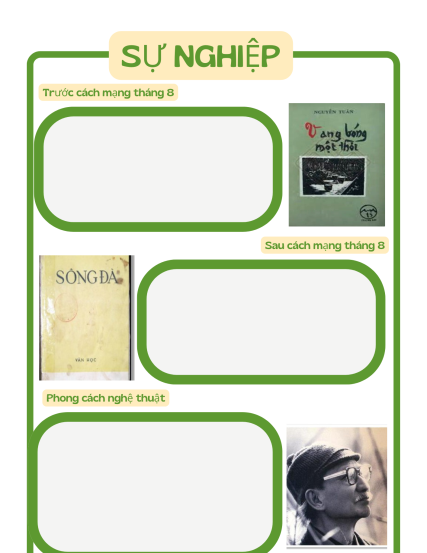 SỰ NGHIỆP
Trước cách mạng tháng 8
NGUYỄN TUÂN
Vang bóng
một thời
Sau cách mạng tháng 8
SÔNG ĐÀ
VĂN HỌC
Phong cách nghệ thuật